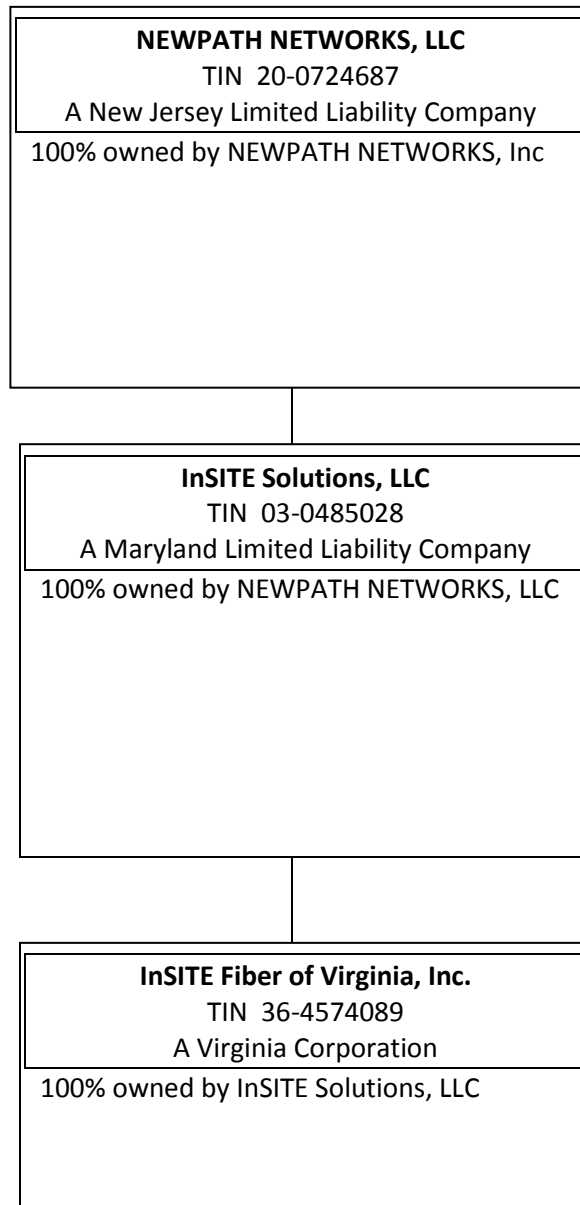 NEWPATH NETWORKS, LLC
TIN  20-0724687
A New Jersey Limited Liability Company
100% owned by NEWPATH NETWORKS, Inc
InSITE Solutions, LLC
TIN  03-0485028
A Maryland Limited Liability Company
100% owned by NEWPATH NETWORKS, LLC
InSITE Fiber of Virginia, Inc.
TIN  36-4574089
A Virginia Corporation
100% owned by InSITE Solutions, LLC